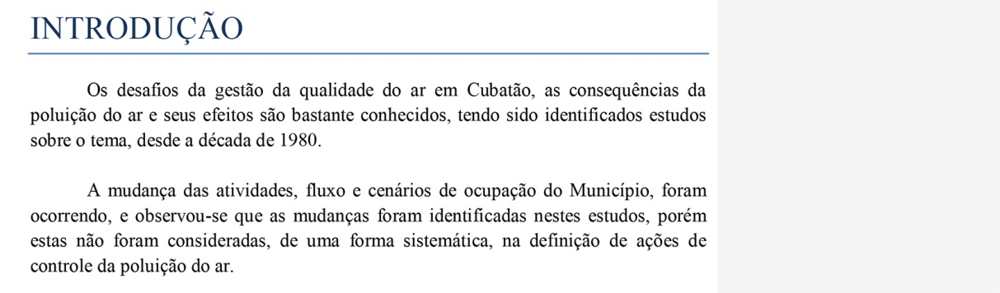 INTRODUÇÃO
Os desafios da gestão da qualidade do ar em Cubatão, as consequências da
poluição do ar e seus efeitos são bastante conhecidos, tendo sido identificados estudos
sobre o tema, desde a década de 1980.
A mudança das atividades, fluxo e cenários de ocupação do Município, foram
ocorrendo, e observou-se que as mudanças foram identificadas nestes estudos, porém
estas não foram consideradas, de uma forma sistemática, na definição de ações de
controle da poluição do ar.